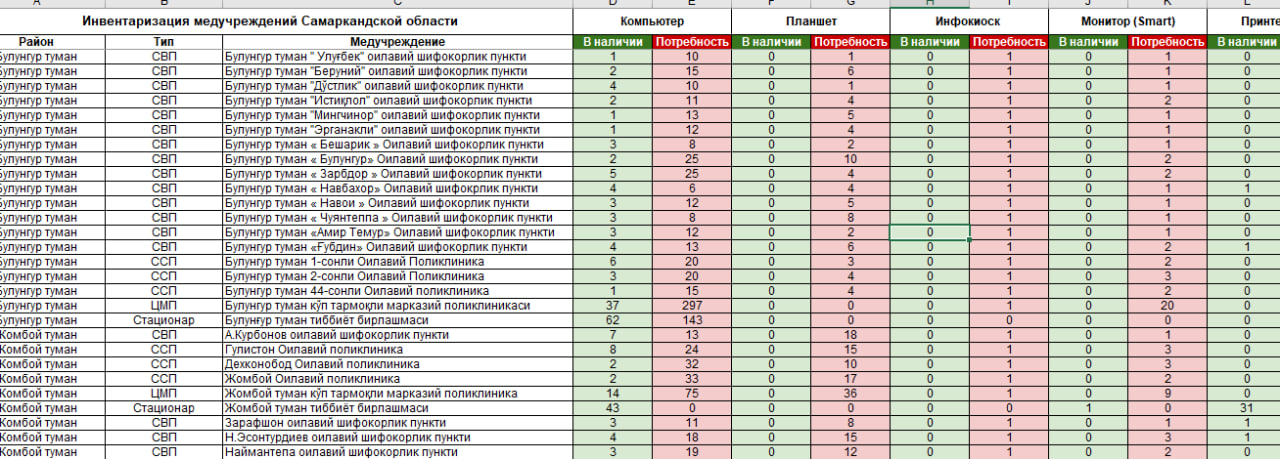 A B C D E F G H I J K L
Инвентаризация медучреждений Самаркандской области Компьютер Планшет Инфокиоск Монитор (Smart) Принте
Район Тип Медучреждение В наличии Потребность В наличии Потребность В наличии Потребность В наличии Потребность В наличии
Булунгур туман СВП Булунгур туман " Улуғбек" оилавий шифокорлик пункти 1 10 0 1 0 1 0 1 0
Булунгур туман СВП Булунгур туман "Беруний" оилавий шифокорлик пункти 2 15 0 6 0 1 0 1 0
Булунгур туман СВП Булунгур туман "Дўстлик" оилавий шифокорлик пункти 4 10 0 1 0 1 0 1 0
Булунгур туман СВП Булунгур туман "Истиқлол" оилавий шифокорлик пункти 2 11 0 4 0 1 0 2 0
Булунгур туман СВП Булунгур туман "Мингчинор" оилавий шифокорлик пункти 1 13 0 5 0 1 0 1 0
Булунгур туман СВП Булунгур туман "Эрганакли" оилавий шифокорлик пункти 1 12 0 4 0 1 0 1 0
Булунгур туман СВП Булунгур туман « Бешарик » Оилавий шифокорлик пункти 3 8 0 2 0 1 0 1 0
Булунгур туман СВП Булунгур туман « Булунгур» Оилавий шифокорлик пункти 2 25 0 10 0 1 0 2 0
Булунгур туман СВП Булунгур туман « Зарбдор » Оилавий шифокорлик пункти 5 25 0 4 0 1 0 2 0
Булунгур туман СВП Булунгур туман « Навбахор» Оилавий шифокрлик пункти 4 6 0 4 0 1 0 1 1
Булунгур туман СВП Булунгур туман « Навои » Оилавий шифокорлик пункти 3 12 0 5 0 1 0 1 0
Булунгур туман СВП Булунгур туман « Чуянтеппа » Оилавий шифокорлик пункти 3 8 0 8 0 1 0 1 0
Булунгур туман СВП Булунгур туман «Амир Темур» Оилавий шифокорлик пункти 3 12 0 2 0 1 0 1 0
Булунгур туман СВП Булунгур туман «Ғубдин» Оилавий шифокорлик пункти 4 13 0 6 0 1 0 2 1
Булунгур туман ССП Булунгур туман 1-сонли Оилавий Поликлиника 6 20 0 3 0 1 0 2 0
Булунгур туман ССП Булунгур туман 2-сонли Оилавий Поликлиника 3 20 0 4 0 1 0 3 0
Булунгур туман ССП Булунгур туман 44-сонли Оилавий поликлиника 1 15 0 4 0 1 0 2 0
Булунгур туман ЦМП Булунгур туман кўп тармоқли марказий поликлиникаси 37 297 0 0 0 1 0 20 0
Булунгур туман Стационар Булунғур туман тиббиёт бирлашмаси 62 143 0 0 0 0 0 0 0
Комбой туман СВП А.Курбонов оилавий шифокорлик пункти 7 13 0 18 0 1 0 1 0
Комбой туман ССП Гулистон Оилавий поликлиника 8 24 0 15 0 1 0 3 0
Комбой туман ССП Дехконобод Оилавий поликлиника 2 32 0 10 0 1 0 3 0
Комбой туман ССП Жомбой Оилавий поликлиника 2 33 0 17 0 1 0 2 0
Комбой туман ЦМП Жомбой туман кўп тармоқли марказий поликлиника 14 75 0 36 0 1 0 9 0
Комбой туман Стационар Жомбой туман тиббиёт бирлашмаси 43 0 0 0 0 0 1 0 31
Комбой туман СВП Зарафшон оилавий шифокорлик пункти 3 11 0 8 0 1 0 1 1
Комбой туман СВП Н.Эсонтурдиев оилавий шифокорлик пункти 4 18 0 15 0 1 0 3 1
Комбой туман СВП Наймантепа оилавий шифокорлик пункти 3 19 0 12 0 1 0 2 0